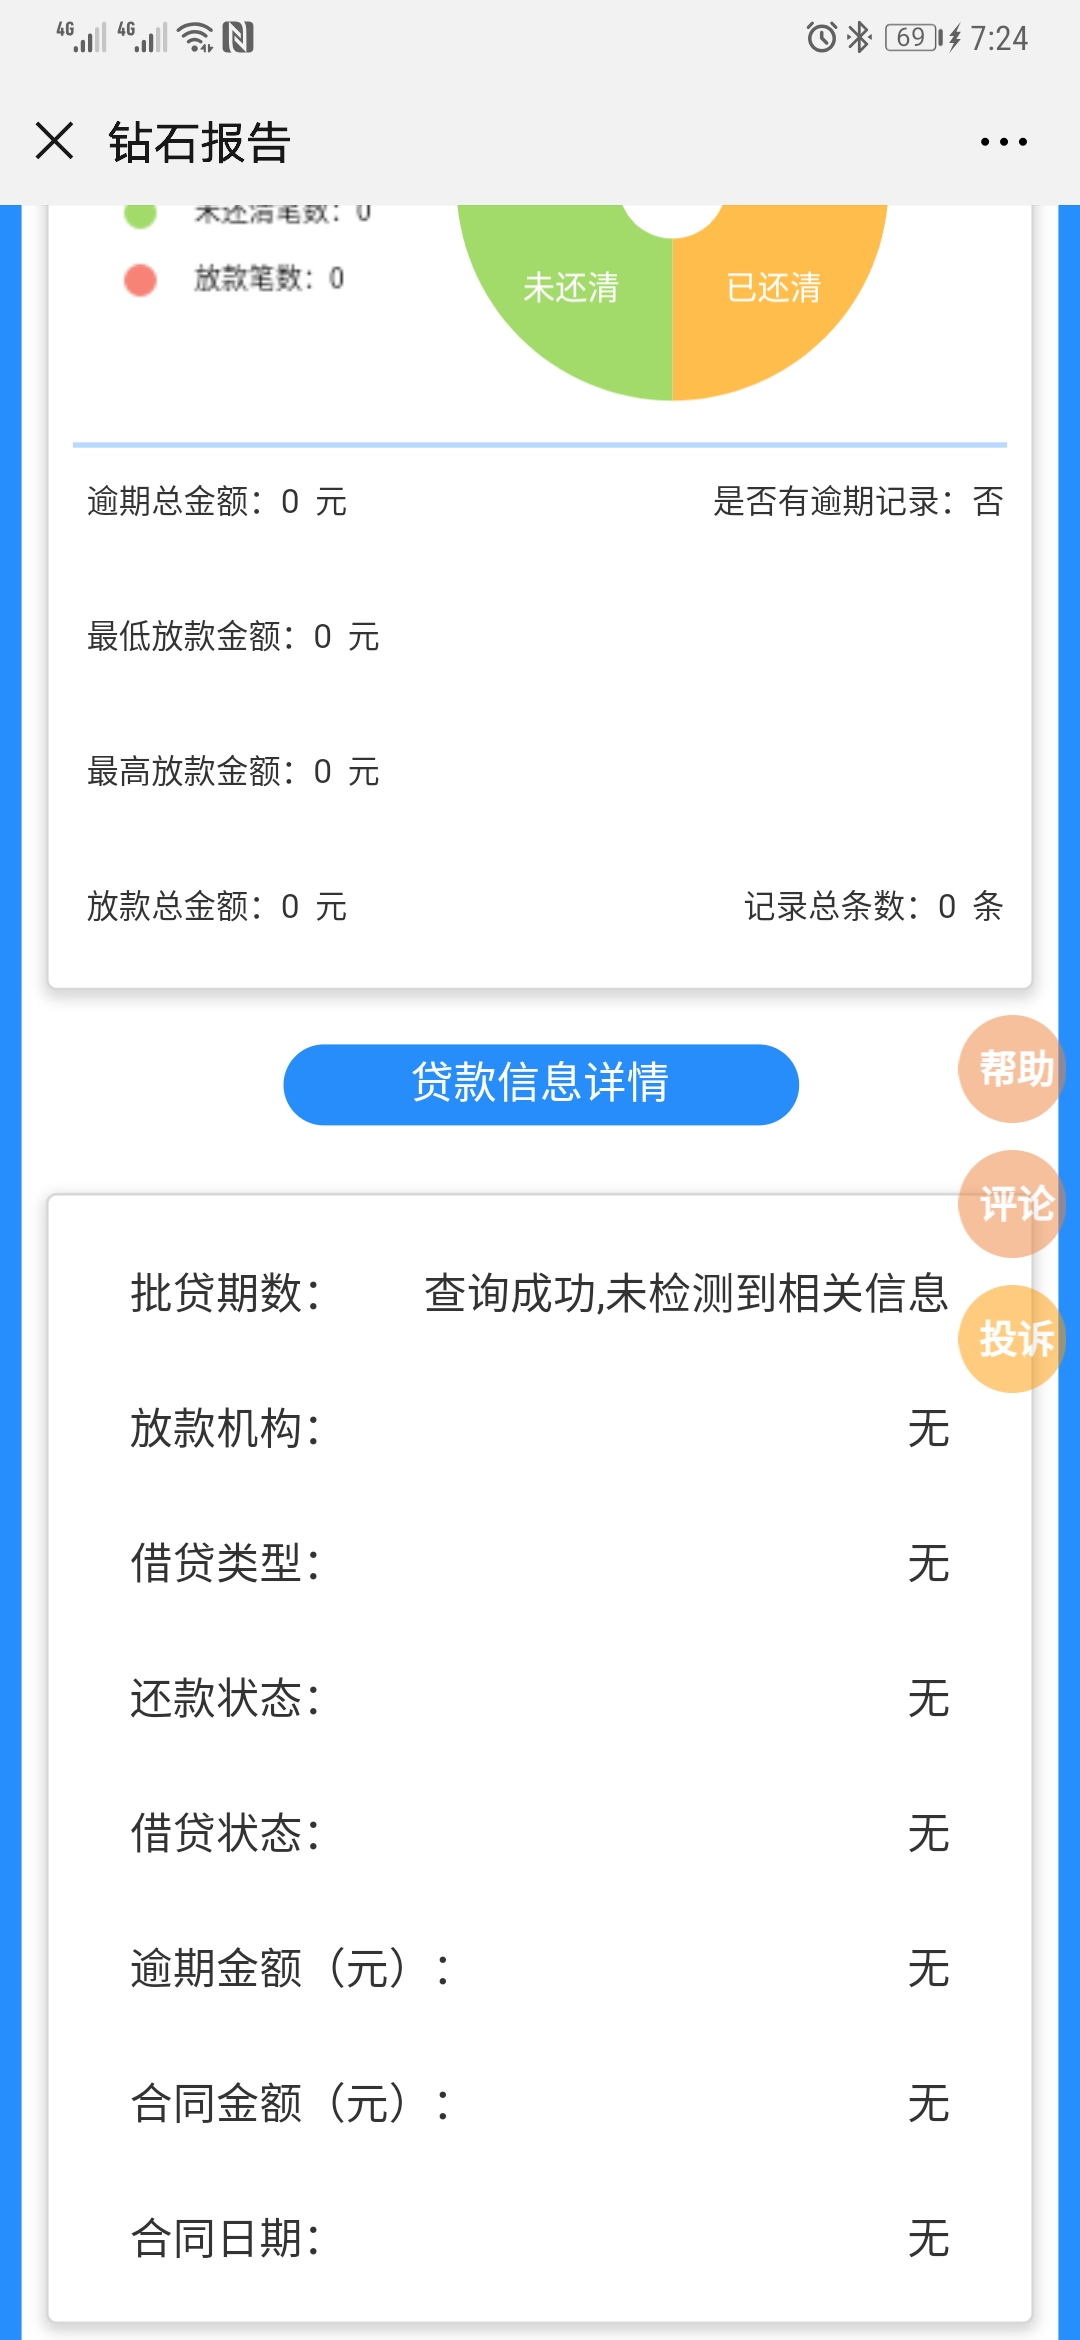 4G 4G 69 7:24
钻石报告
未还清笔数：0
放款笔数：0
未还清 已还清
逾期总金额：0 元 是否有逾期记录：否
最低放款金额：0 元
最高放款金额：0 元
放款总金额：0 元 记录总条数：0 条
贷款信息详情
帮助
评论
批贷期数： 查询成功,未检测到相关信息
投诉
放款机构： 无
借贷类型： 无
还款状态： 无
借贷状态： 无
逾期金额（元）： 无
合同金额（元）： 无
合同日期： 无